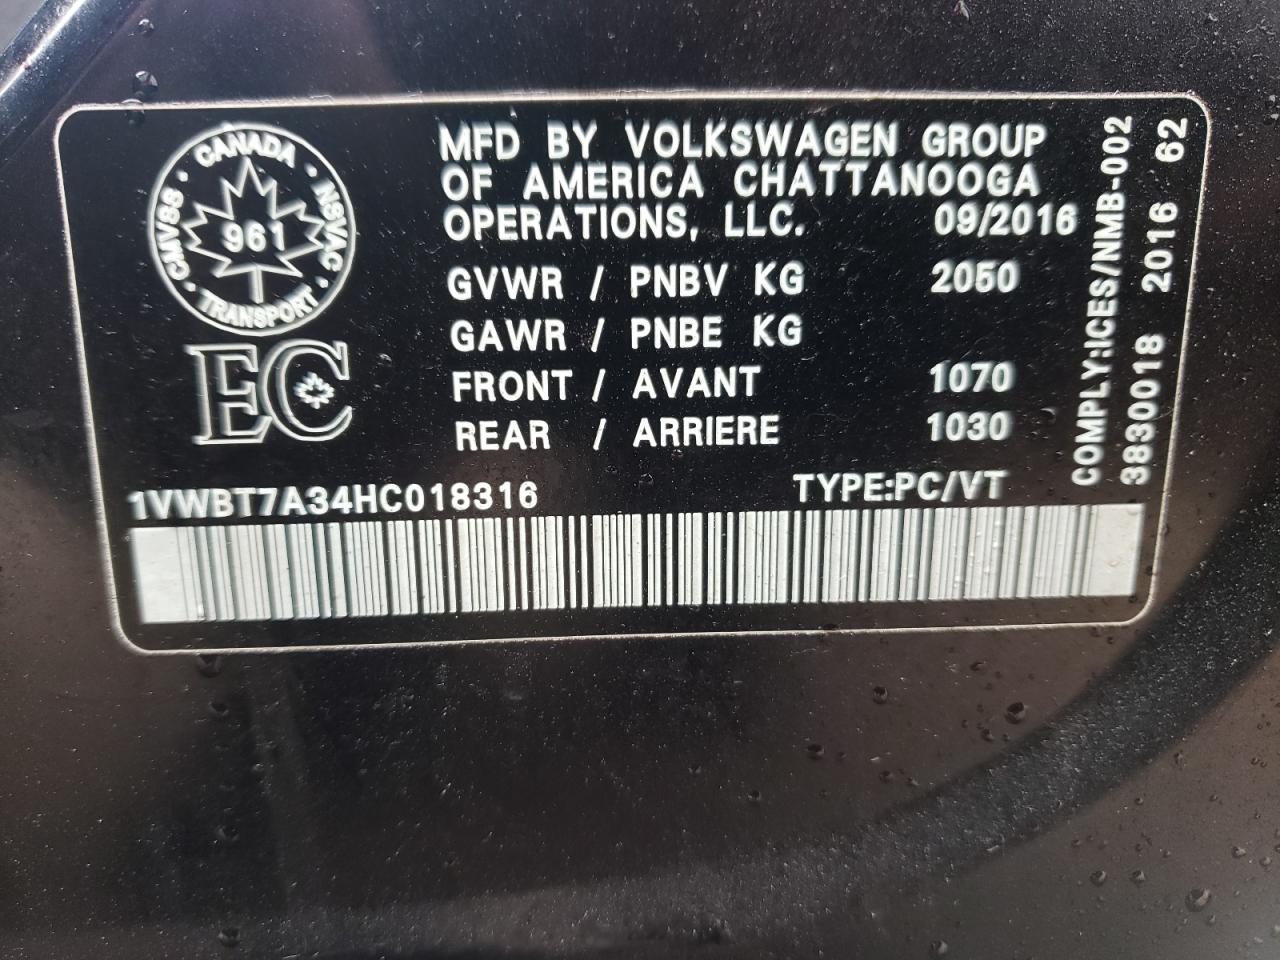 CANADA
CMVSS
NSVAC
961
TRANSPORT
EC
MFD BY VOLKSWAGEN GROUP
OF AMERICA CHATTANOOGA
OPERATIONS, LLC. 09/2016
GVWR / PNBV KG 2050
GAWR / PNBE KG
FRONT / AVANT 1070
REAR / ARRIERE 1030
1VWBT7A34HC018316 TYPE:PC/VT
COMPLY:ICES/NMB-002
3830018 2016 62